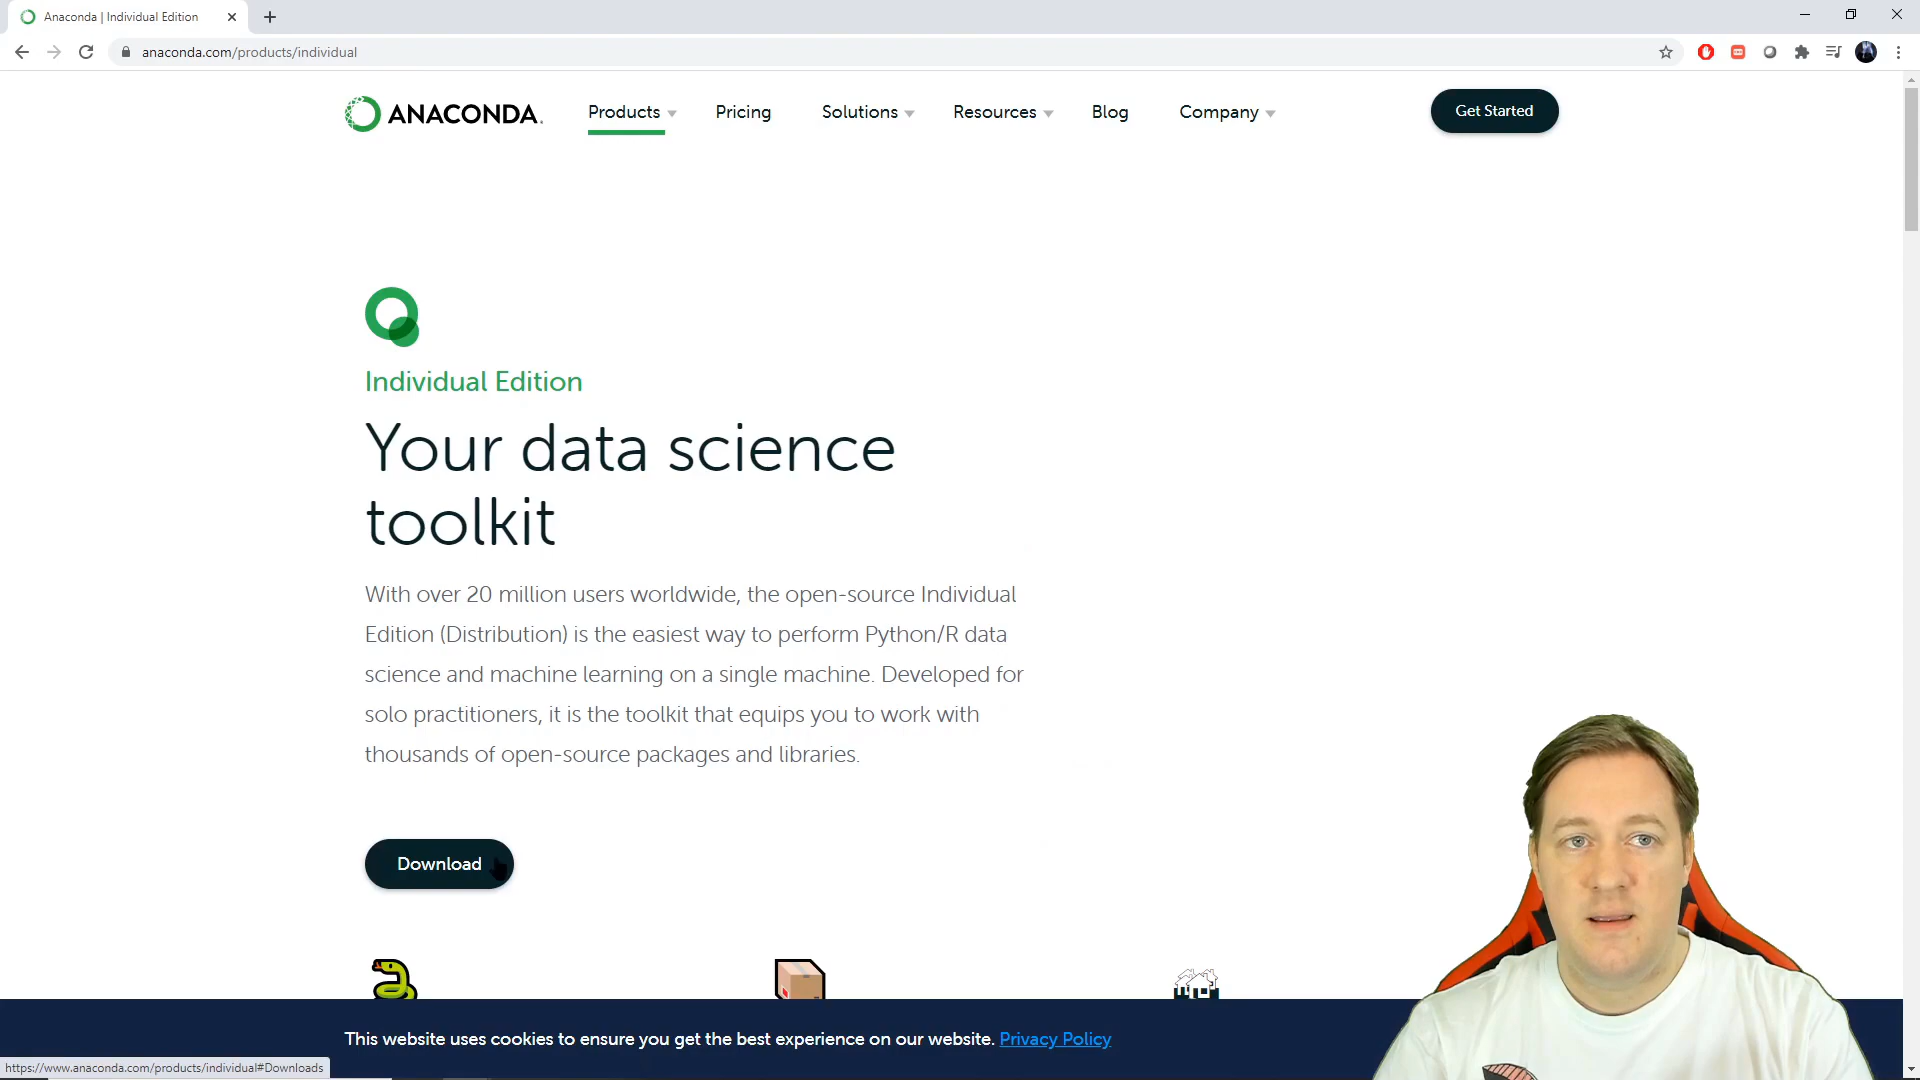 Anaconda | Individual Edition
anaconda.com/products/individual
ANACONDA.
Products
Pricing
Solutions
Resources
Blog
Company
Get Started
Individual Edition
Your data science
toolkit
With over 20 million users worldwide, the open-source Individual
Edition (Distribution) is the easiest way to perform Python/R data
science and machine learning on a single machine. Developed for
solo practitioners, it is the toolkit that equips you to work with
thousands of open-source packages and libraries.
Download
This website uses cookies to ensure you get the best experience on our website. Privacy Policy
https://www.anaconda.com/products/individual#Downloads